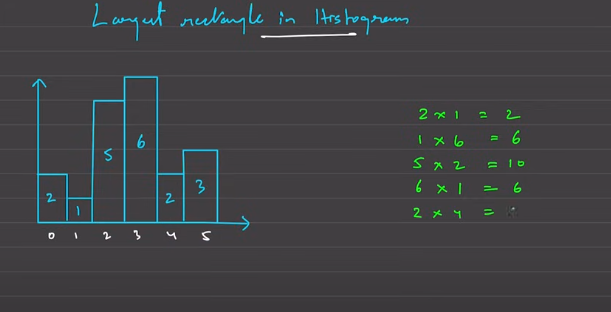 Largest rectangle in Histogram
2 1 5 6 2 3
0 1 2 3 4 5
2 × 1 = 2
1 × 6 = 6
5 × 2 = 10
6 × 1 = 6
2 × 4 =